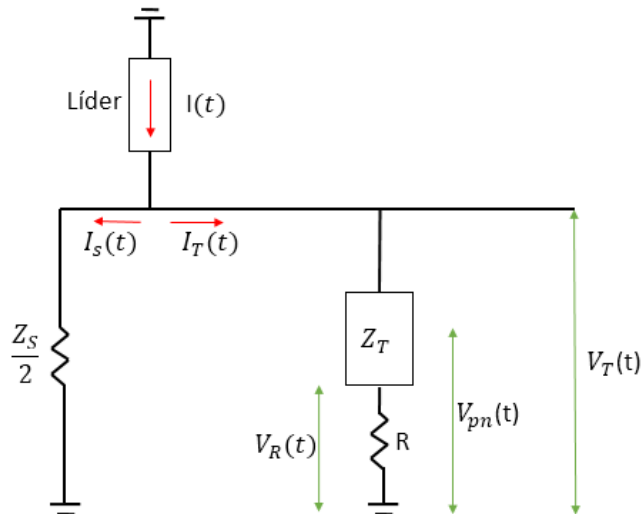 Líder I(t)
I_s(t) I_T(t)
Z_S/2
Z_T
V_T(t)
V_pn(t)
V_R(t) R